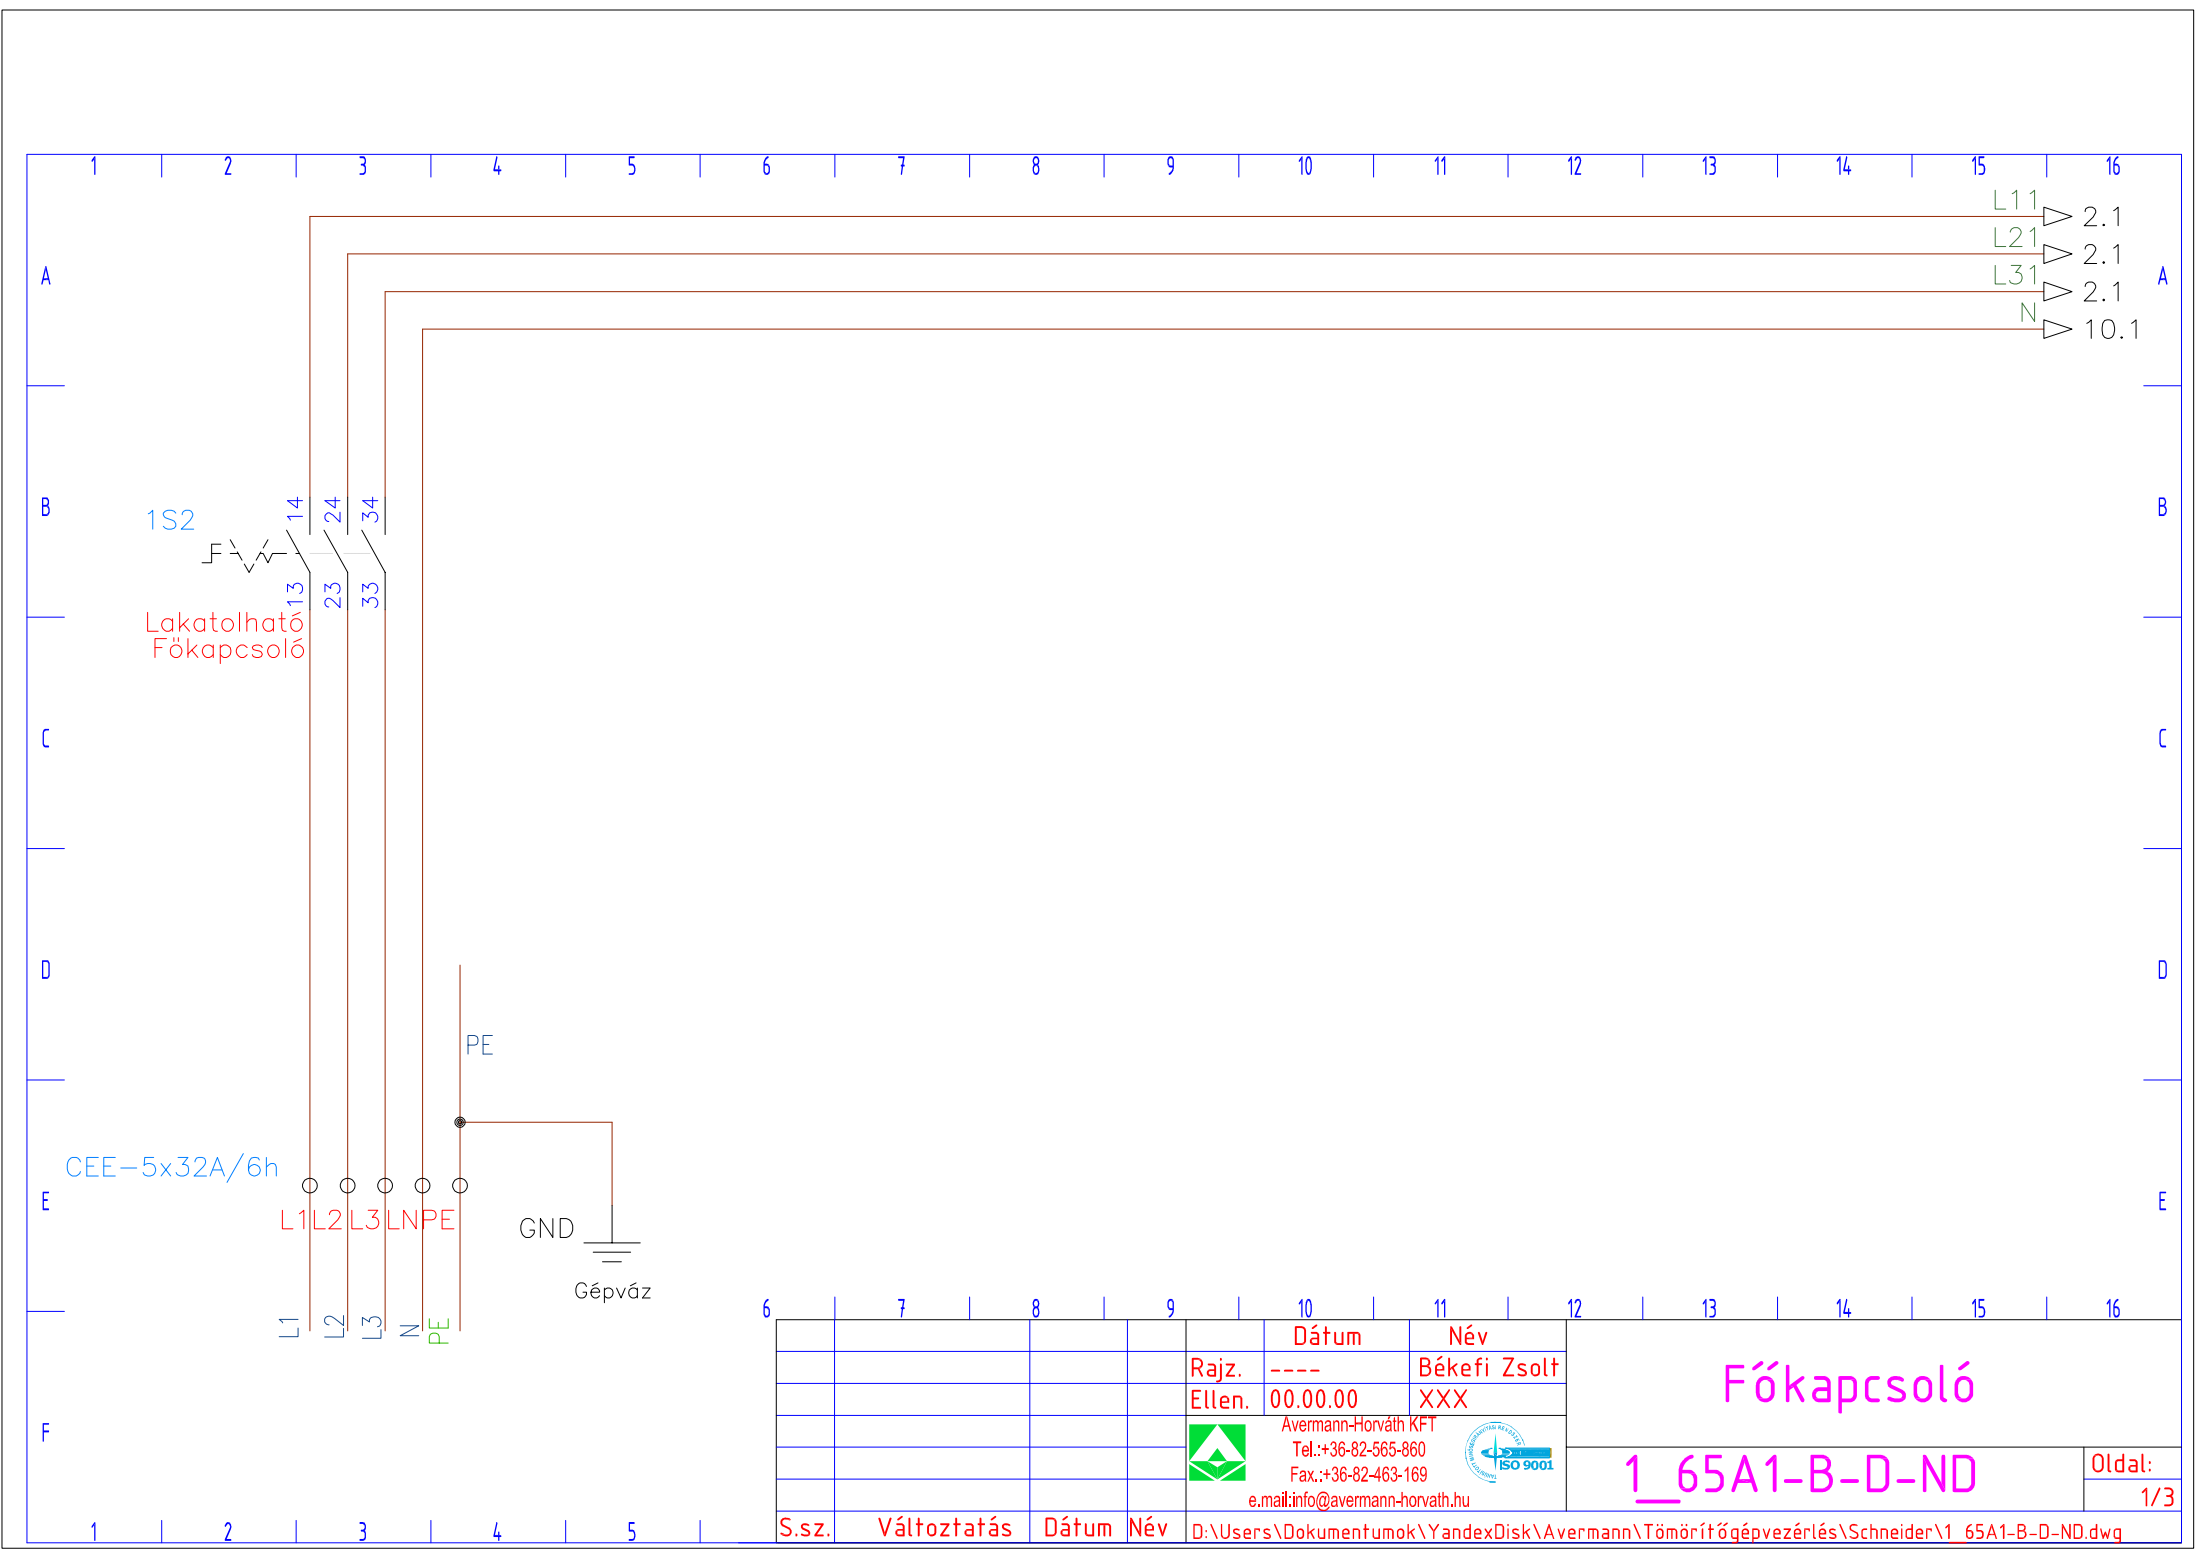 1 2 3 4 5 6 7 8 9 10 11 12 13 14 15 16
L11
2.1
L21
2.1
L31
2.1
N
10.1
A A
B B
1S2
14 24 34
13 23 33
Lakatolható
Fökapcsoló
C C
D D
PE
CEE-5x32A/6h
E E
L1 L2 L3 LN PE
GND
Gépváz
L1 L2 L3 N PE
F
6 7 8 9 10 11 12 13 14 15 16
Dátum Név
Rajz. ---- Békefi Zsolt
Ellen. 00.00.00 XXX
Főkapcsoló
Avermann-Horváth KFT
Tel.:+36-82-565-860
Fax.:+36-82-463-169
e.mail:info@avermann-horvath.hu
ISO 9001
1_65A1-B-D-ND
Oldal:
1/3
S.sz. Változtatás Dátum Név
D:\Users\Dokumentumok\YandexDisk\Avermann\Tömörítőgépvezérlés\Schneider\1_65A1-B-D-ND.dwg
1 2 3 4 5